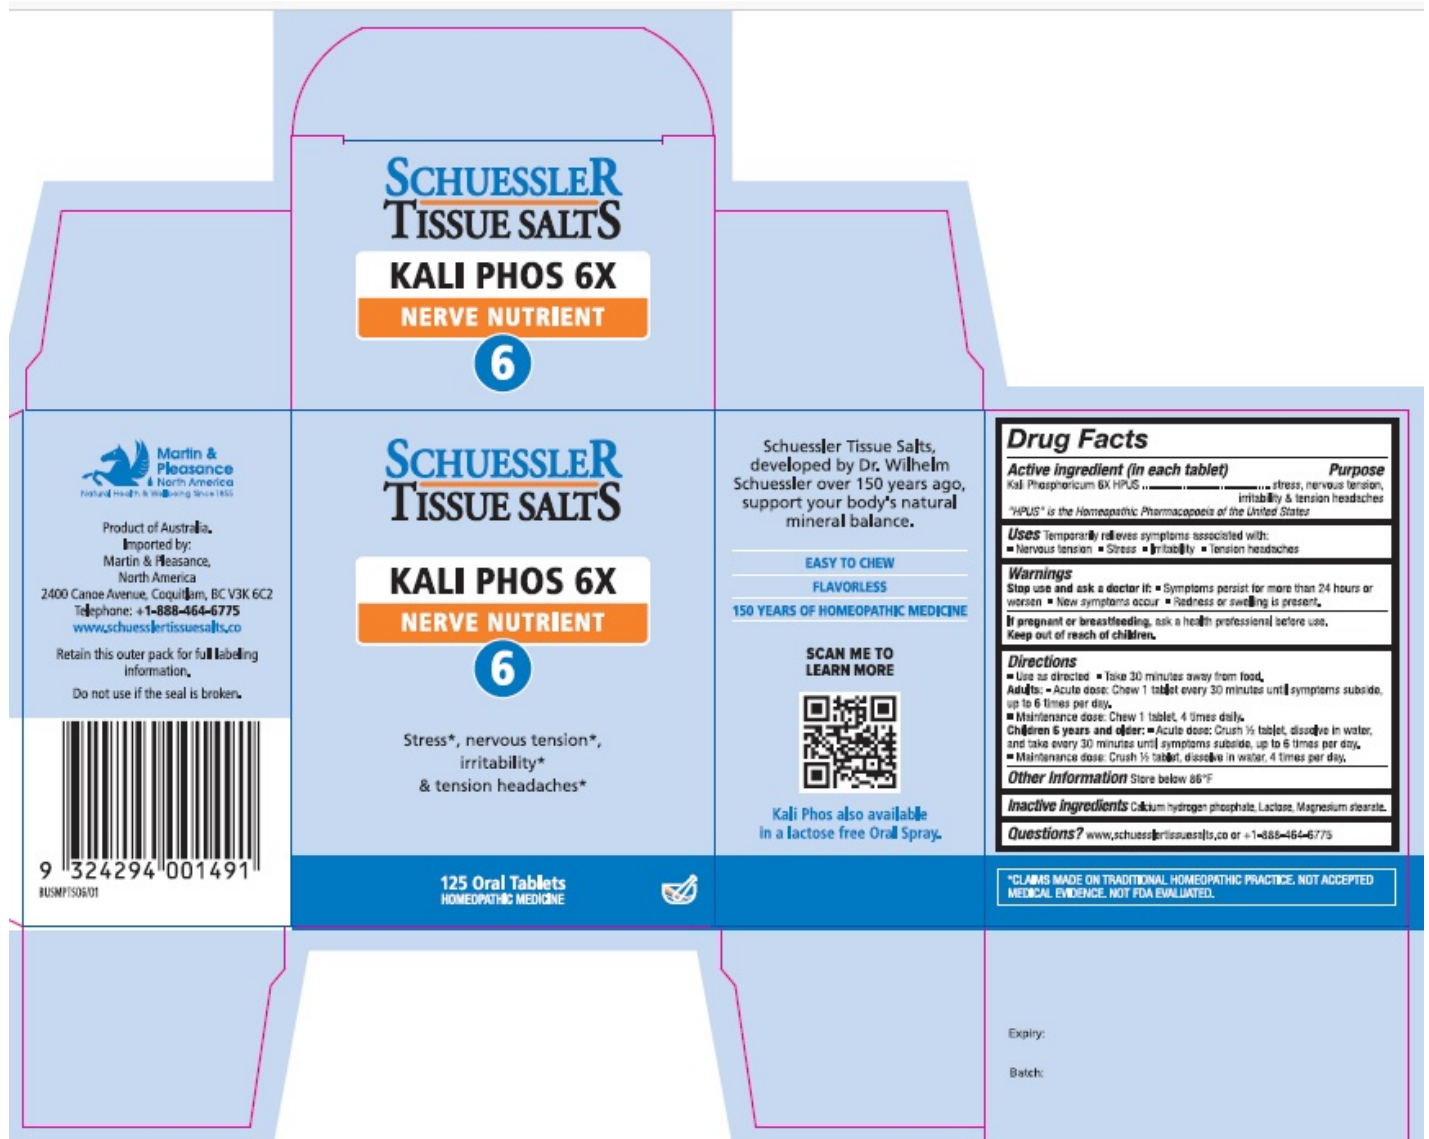 SCHUESSLER
TISSUE SALTS
KALI PHOS 6X
NERVE NUTRIENT
6
Martin &
Pleasance
North America
Natural Health & Wellbeing Since 1855
Product of Australia.
Imported by:
Martin & Pleasance,
North America
2400 Canoe Avenue, Coquitlam, BC V3K 6C2
Telephone: +1-888-464-6775
www.schuesslertissuesalts.co
Retain this outer pack for full labeling
information.
Do not use if the seal is broken.
9 324294 001491
BUSMPTS06/01
SCHUESSLER
TISSUE SALTS
KALI PHOS 6X
NERVE NUTRIENT
6
Stress*, nervous tension*,
irritability*
& tension headaches*
125 Oral Tablets
HOMEOPATHIC MEDICINE
Schuessler Tissue Salts,
developed by Dr. Wilhelm
Schuessler over 150 years ago,
support your body's natural
mineral balance.
EASY TO CHEW
FLAVORLESS
150 YEARS OF HOMEOPATHIC MEDICINE
SCAN ME TO
LEARN MORE
Kali Phos also available
in a lactose free Oral Spray.
Drug Facts
Active ingredient (in each tablet) Purpose
Kali Phosphoricum 6X HPUS ........................................ stress, nervous tension,
irritability & tension headaches
"HPUS" is the Homeopathic Pharmacopoeia of the United States
Uses Temporarily relieves symptoms associated with:
▪ Nervous tension ▪ Stress ▪ Irritability ▪ Tension headaches
Warnings
Stop use and ask a doctor if: ▪ Symptoms persist for more than 24 hours or
worsen ▪ New symptoms occur ▪ Redness or swelling is present.
If pregnant or breastfeeding, ask a health professional before use.
Keep out of reach of children.
Directions
▪ Use as directed ▪ Take 30 minutes away from food.
Adults: ▪ Acute dose: Chew 1 tablet every 30 minutes until symptoms subside,
up to 6 times per day.
▪ Maintenance dose: Chew 1 tablet, 4 times daily.
Children 6 years and older: ▪ Acute dose: Crush ½ tablet, dissolve in water,
and take every 30 minutes until symptoms subside, up to 6 times per day.
▪ Maintenance dose: Crush ½ tablet, dissolve in water, 4 times per day.
Other Information Store below 86°F
Inactive ingredients Calcium hydrogen phosphate, Lactose, Magnesium stearate.
Questions? www.schuesslertissuesalts.co or +1-888-464-6775
*CLAIMS MADE ON TRADITIONAL HOMEOPATHIC PRACTICE. NOT ACCEPTED
MEDICAL EVIDENCE. NOT FDA EVALUATED.
Expiry:
Batch: